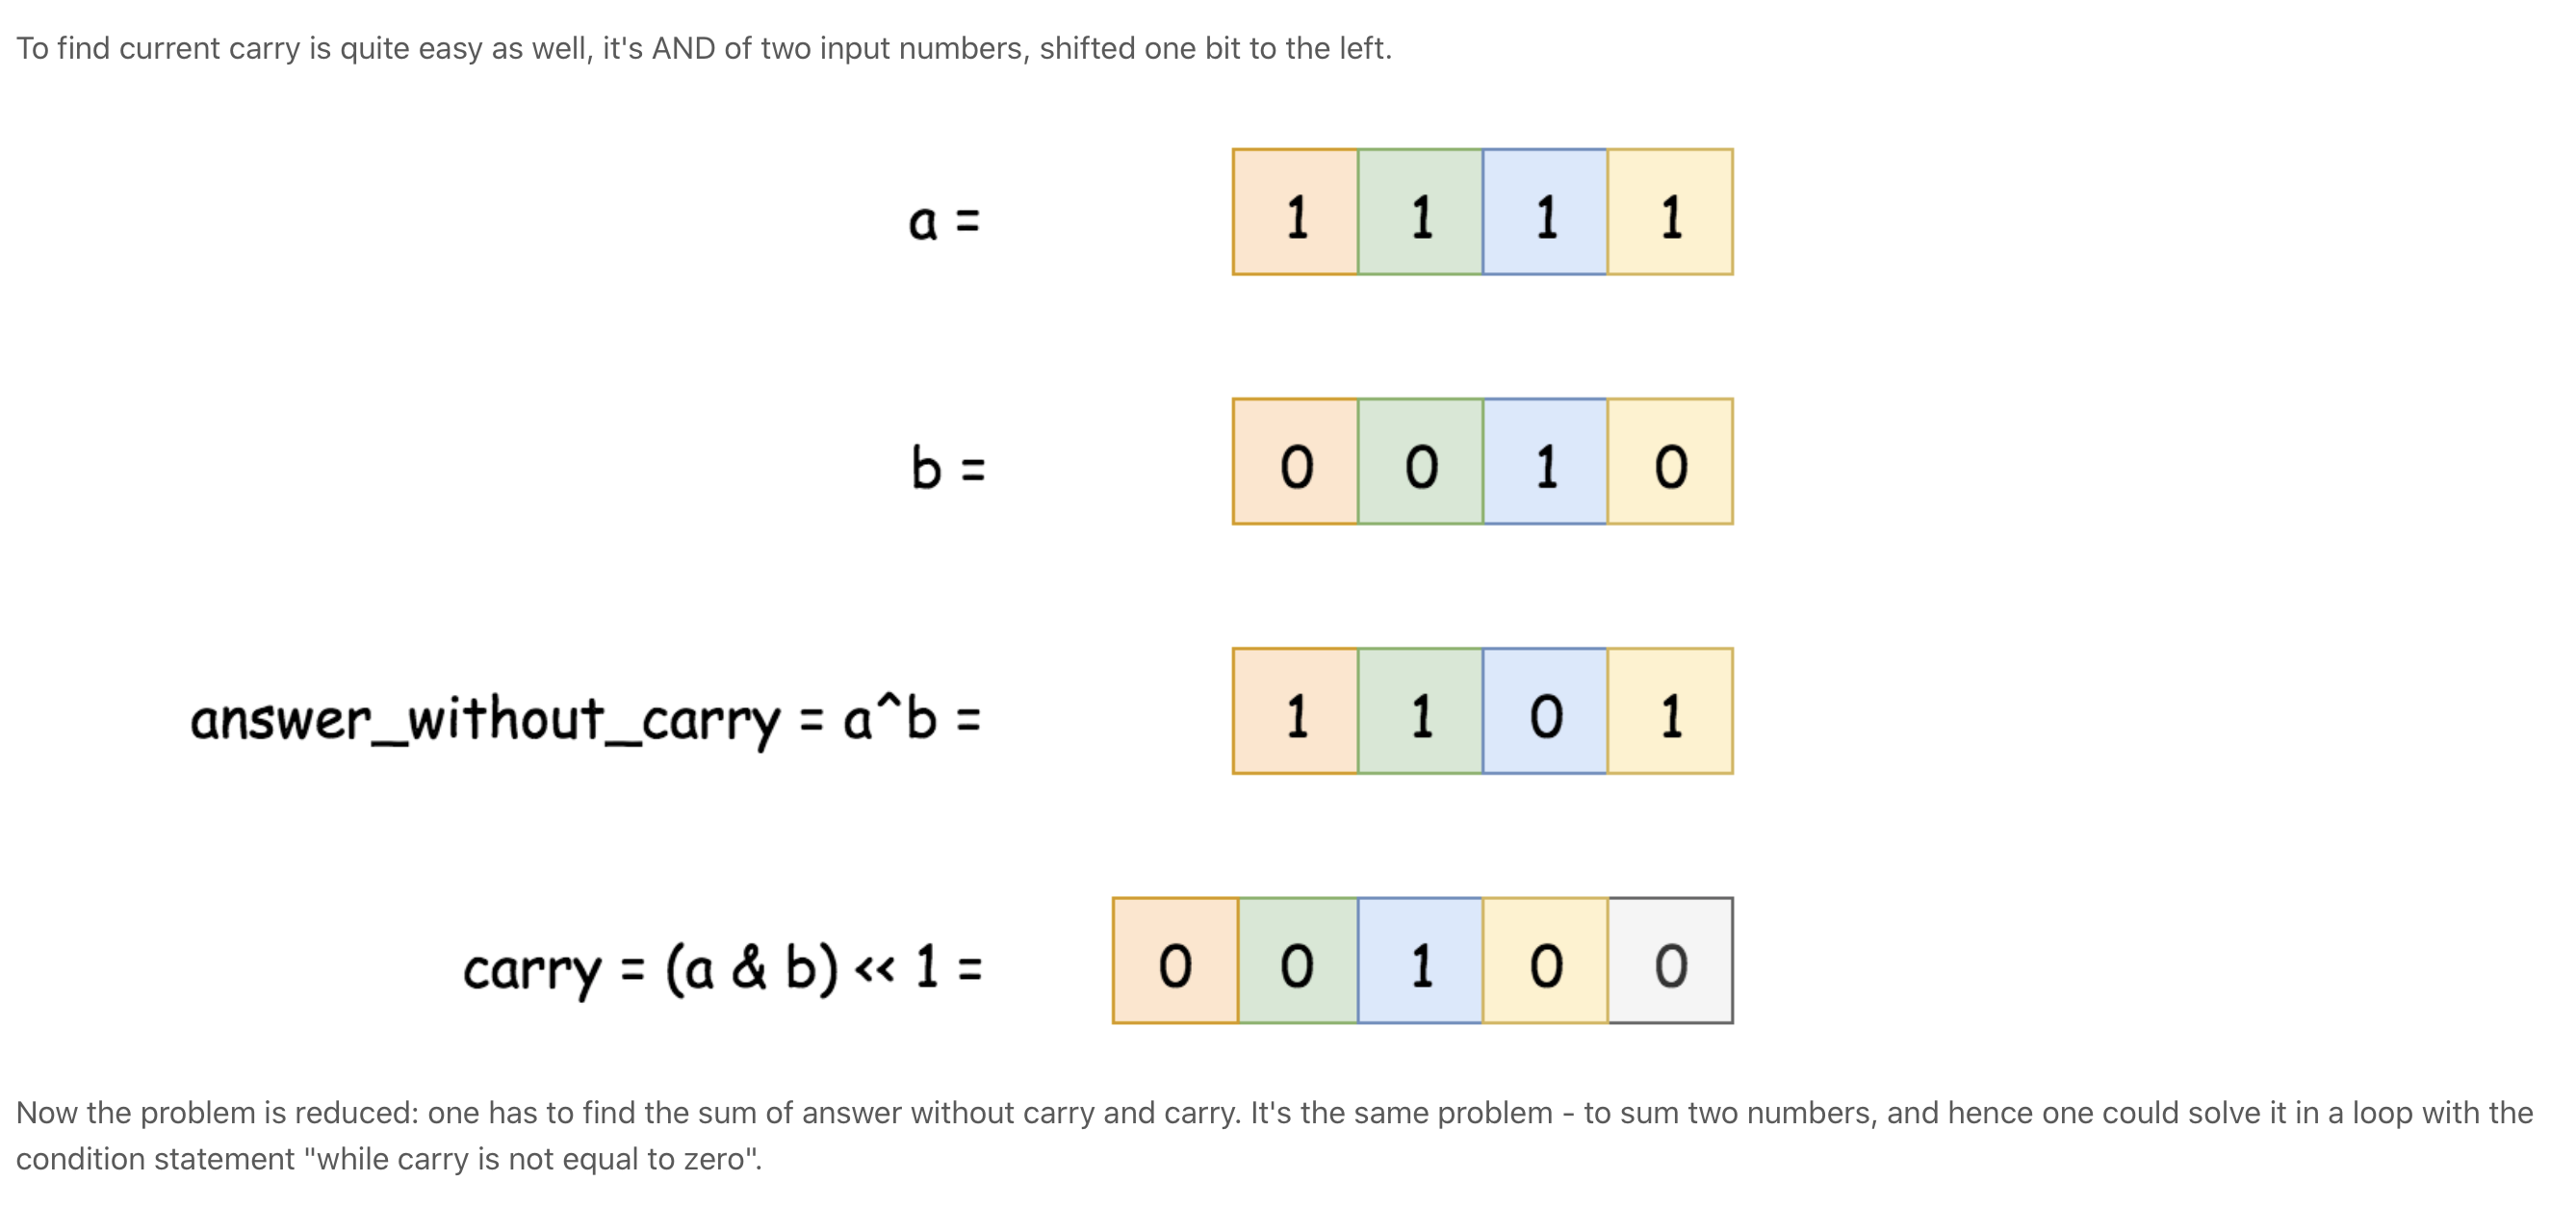 To find current carry is quite easy as well, it's AND of two input numbers, shifted one bit to the left.
a = 1 1 1 1
b = 0 0 1 0
answer_without_carry = a^b = 1 1 0 1
carry = (a & b) << 1 = 0 0 1 0 0
Now the problem is reduced: one has to find the sum of answer without carry and carry. It's the same problem - to sum two numbers, and hence one could solve it in a loop with the
condition statement "while carry is not equal to zero".